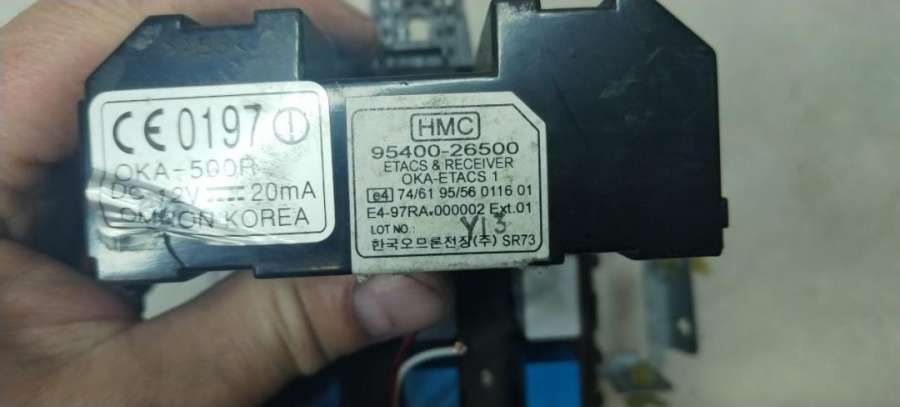 CE 0197
OKA-500R
DC 12V 20mA
OMRON KOREA
HMC
95400-26500
ETACS & RECEIVER
OKA-ETACS 1
e4 74/61 95/56 0116 01
E4-97RA.000002 Ext.01
LOT NO.: Y13
한국오므론전장(주) SR73